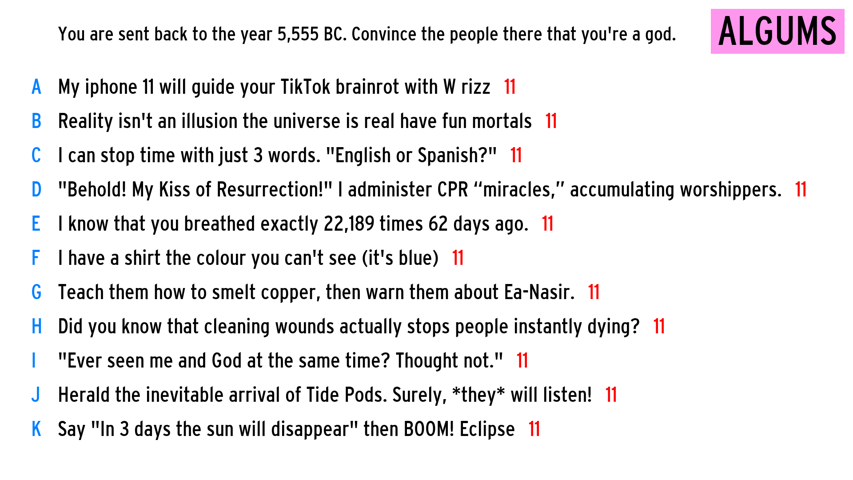 You are sent back to the year 5,555 BC. Convince the people there that you're a god.
ALGUMS
A My iphone 11 will guide your TikTok brainrot with W rizz 11
B Reality isn't an illusion the universe is real have fun mortals 11
C I can stop time with just 3 words. "English or Spanish?" 11
D "Behold! My Kiss of Resurrection!" I administer CPR “miracles,” accumulating worshippers. 11
E I know that you breathed exactly 22,189 times 62 days ago. 11
F I have a shirt the colour you can't see (it's blue) 11
G Teach them how to smelt copper, then warn them about Ea-Nasir. 11
H Did you know that cleaning wounds actually stops people instantly dying? 11
I "Ever seen me and God at the same time? Thought not." 11
J Herald the inevitable arrival of Tide Pods. Surely, *they* will listen! 11
K Say "In 3 days the sun will disappear" then BOOM! Eclipse 11